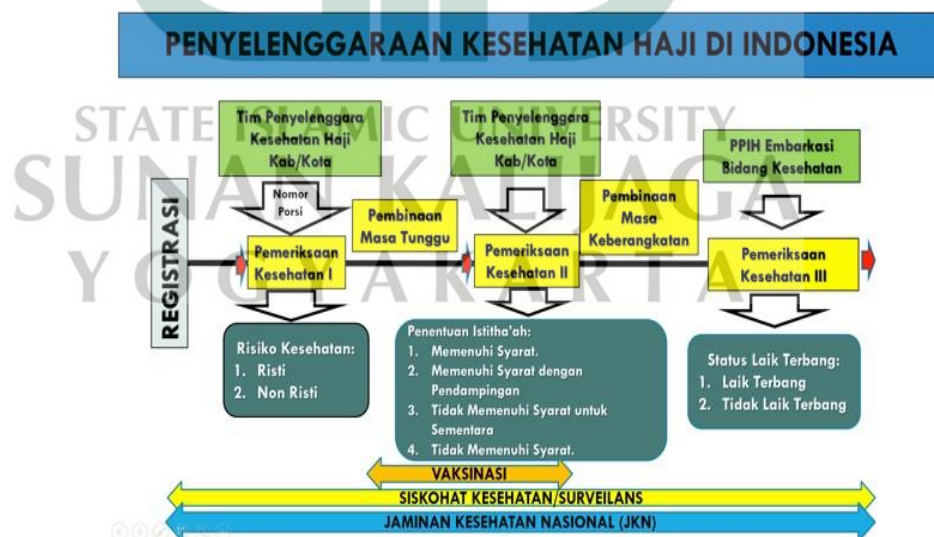 PENYELENGGARAAN KESEHATAN HAJI DI INDONESIA
STATE ISLAMIC UNIVERSITY
SUNAN KALIJAGA
YOGYAKARTA
Tim Penyelenggara
Kesehatan Haji
Kab/Kota
Tim Penyelenggara
Kesehatan Haji
Kab/Kota
PPIH Embarkasi
Bidang Kesehatan
REGISTRASI
Nomor
Porsi
Pemeriksaan
Kesehatan I
Pembinaan
Masa Tunggu
Pemeriksaan
Kesehatan II
Pembinaan
Masa
Keberangkatan
Pemeriksaan
Kesehatan III
Risiko Kesehatan:
1. Risti
2. Non Risti
Penentuan Istitha'ah:
1. Memenuhi Syarat.
2. Memenuhi Syarat dengan
Pendampingan
3. Tidak Memenuhi Syarat untuk
Sementara
4. Tidak Memenuhi Syarat.
Status Laik Terbang:
1. Laik Terbang
2. Tidak Laik Terbang
VAKSINASI
SISKOHAT KESEHATAN/SURVEILANS
JAMINAN KESEHATAN NASIONAL (JKN)